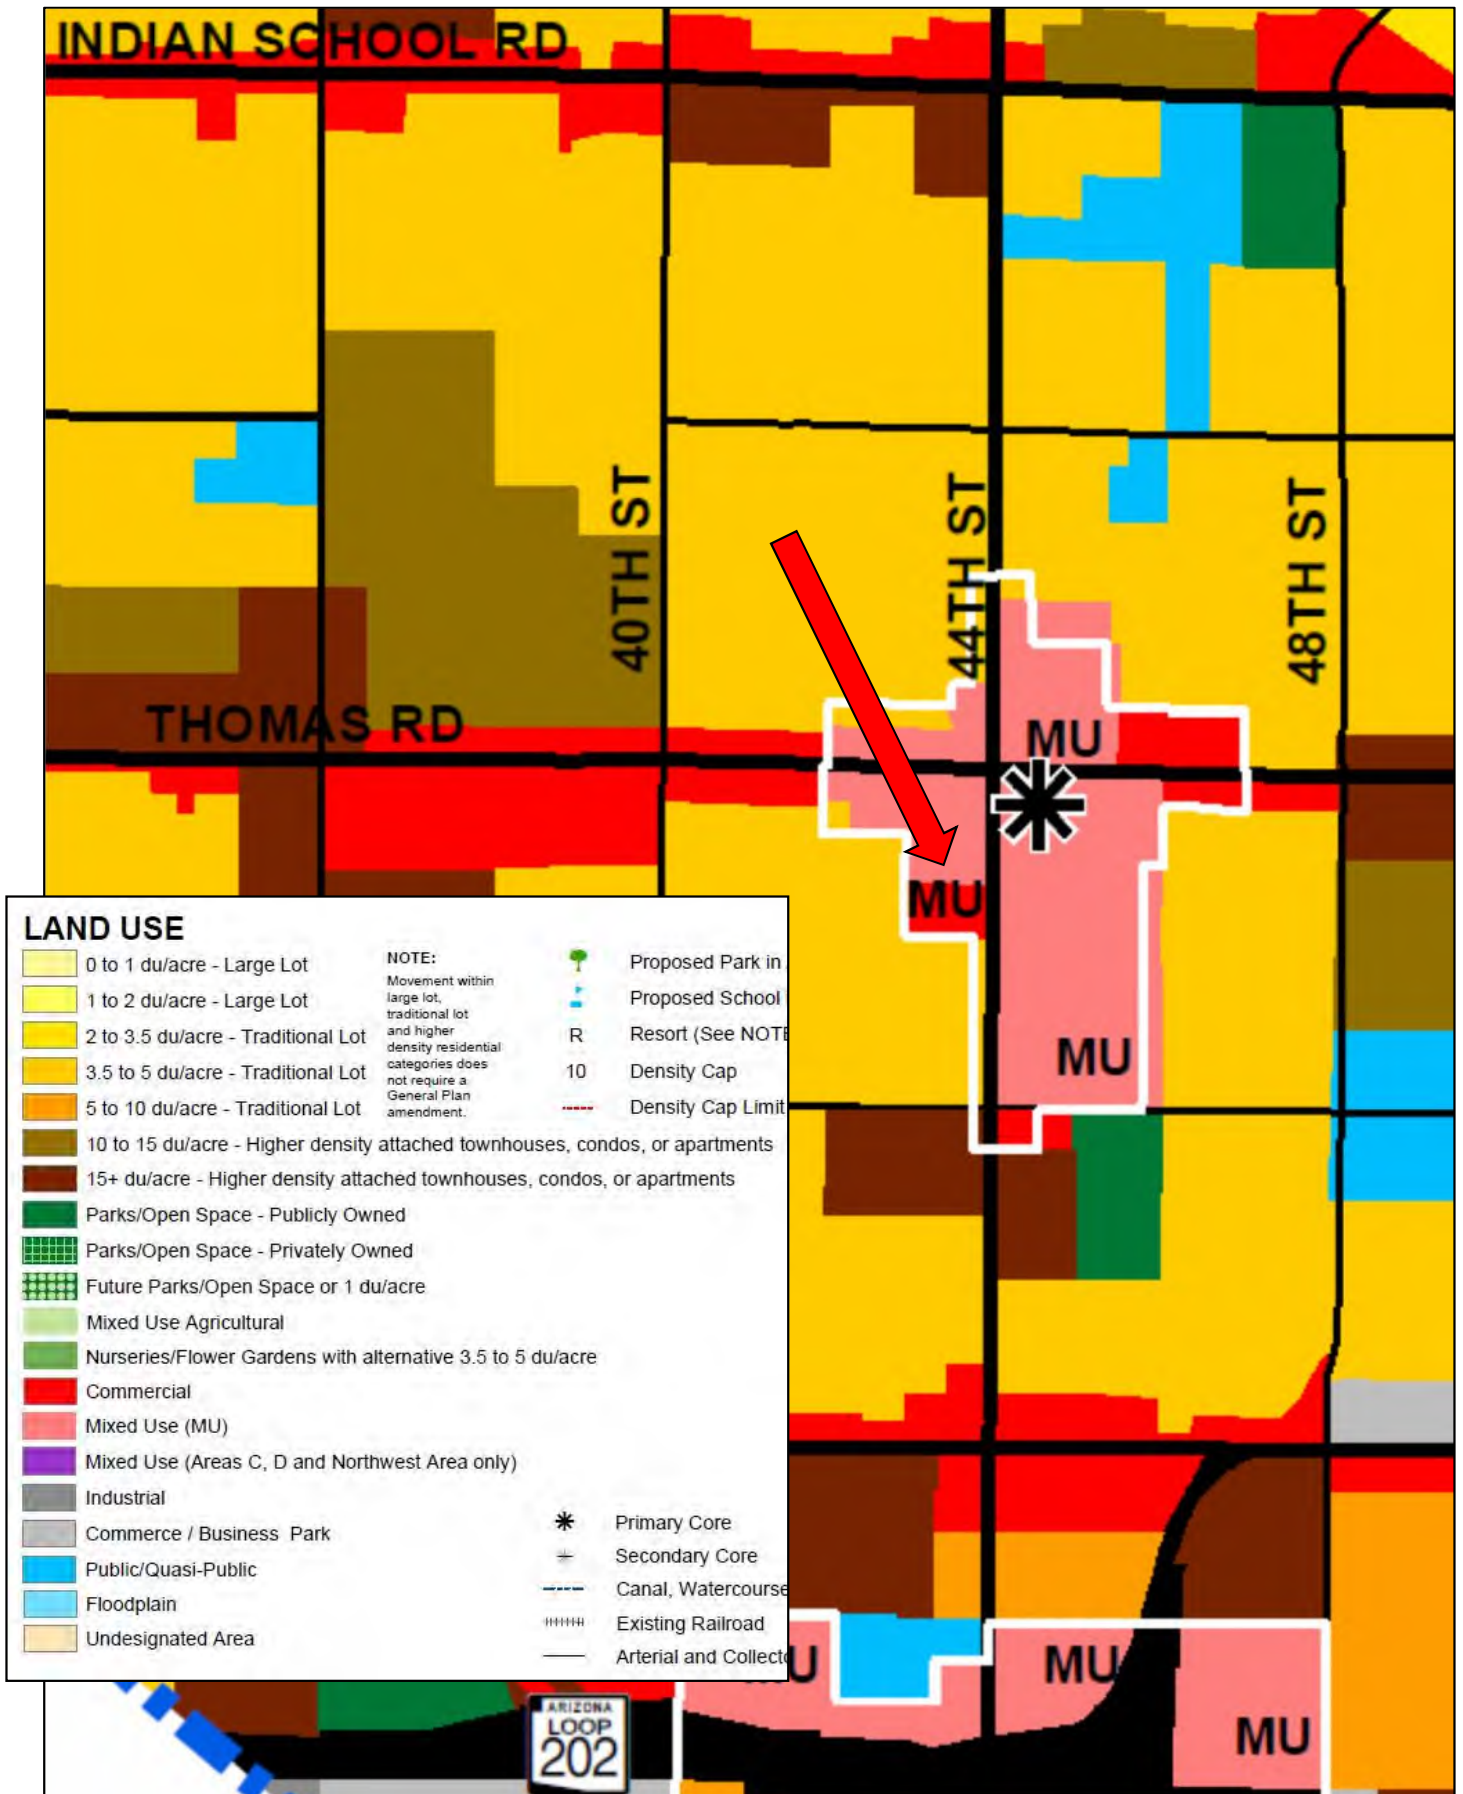 INDIAN SCHOOL RD
40TH ST
44TH ST
48TH ST
THOMAS RD
MU
MU
MU
LAND USE
0 to 1 du/acre - Large Lot
1 to 2 du/acre - Large Lot
2 to 3.5 du/acre - Traditional Lot
3.5 to 5 du/acre - Traditional Lot
5 to 10 du/acre - Traditional Lot
10 to 15 du/acre - Higher density attached townhouses, condos, or apartments
15+ du/acre - Higher density attached townhouses, condos, or apartments
Parks/Open Space - Publicly Owned
Parks/Open Space - Privately Owned
Future Parks/Open Space or 1 du/acre
Mixed Use Agricultural
Nurseries/Flower Gardens with alternative 3.5 to 5 du/acre
Commercial
Mixed Use (MU)
Mixed Use (Areas C, D and Northwest Area only)
Industrial
Commerce / Business Park
Public/Quasi-Public
Floodplain
Undesignated Area
NOTE:
Movement within
large lot,
traditional lot
and higher
density residential
categories does
not require a
General Plan
amendment.
Proposed Park in
Proposed School
R Resort (See NOTE
10 Density Cap
Density Cap Limit
Primary Core
Secondary Core
Canal, Watercourse
Existing Railroad
Arterial and Collecto
U
MU
MU
ARIZONA
LOOP
202